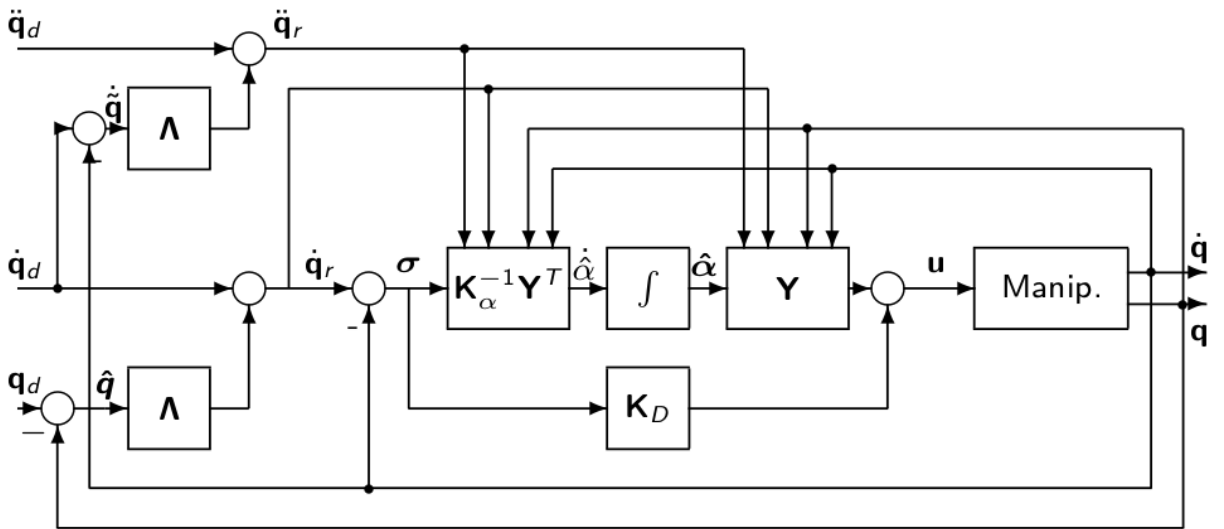 q̈_d
q̈_r
q̃̇
Λ
-
q̇_d
q̇_r
σ
K_α^{-1}Y^T
α̂̇
∫
α̂
Y
u
Manip.
q̇
q
-
q_d
q̂
Λ
K_D
—